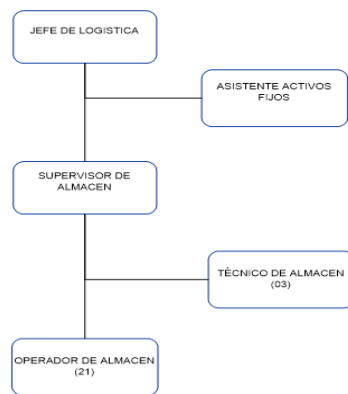 JEFE DE LOGISTICA
ASISTENTE ACTIVOS
FIJOS
SUPERVISOR DE
ALMACEN
TÉCNICO DE ALMACEN
(03)
OPERADOR DE ALMACEN
(21)